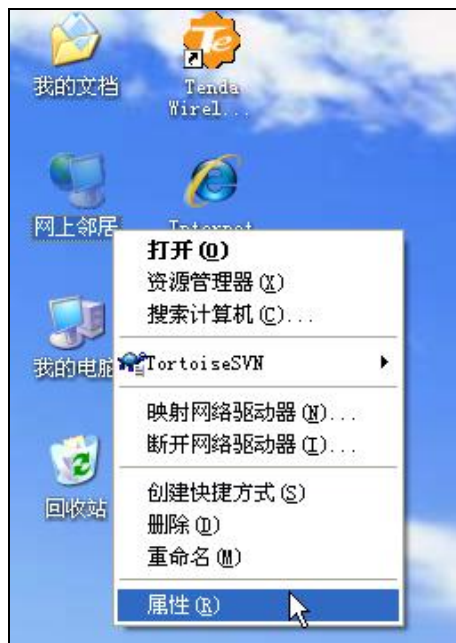 我的文档
Tenda
Wirel...
网上邻居
Internet
打开(O)
资源管理器(X)
搜索计算机(C)...
我的电脑
TortoiseSVN
映射网络驱动器(N)...
断开网络驱动器(I)...
回收站
创建快捷方式(S)
删除(D)
重命名(M)
属性(R)